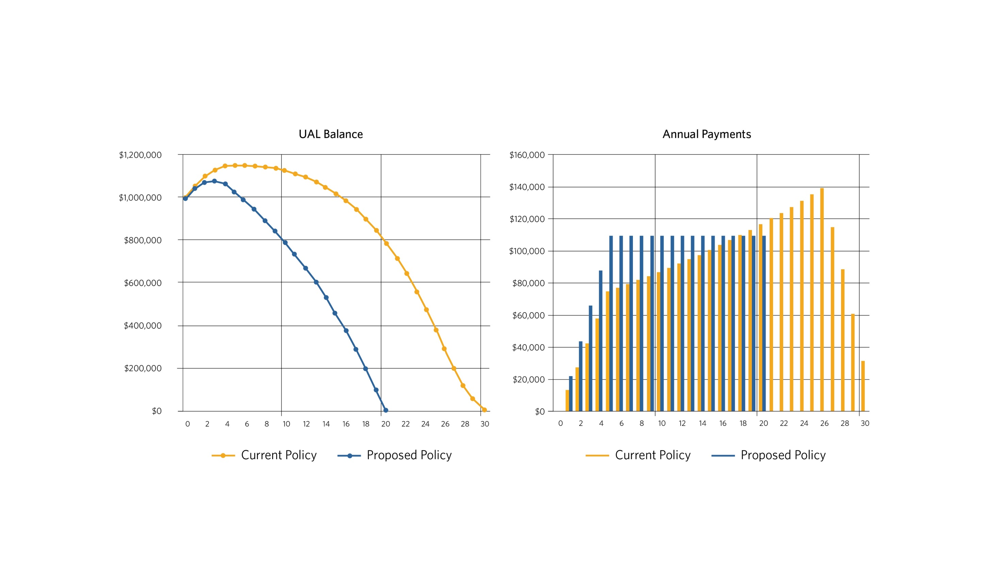 UAL Balance
$1,200,000
$1,000,000
$800,000
$600,000
$400,000
$200,000
$0
0 2 4 6 8 10 12 14 16 18 20 22 24 26 28 30
Current Policy Proposed Policy
Annual Payments
$160,000
$140,000
$120,000
$100,000
$80,000
$60,000
$40,000
$20,000
$0
0 2 4 6 8 10 12 14 16 18 20 22 24 26 28 30
Current Policy Proposed Policy